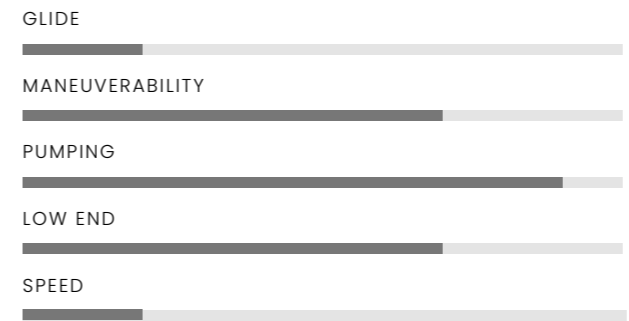 GLIDE
MANEUVERABILITY
PUMPING
LOW END
SPEED